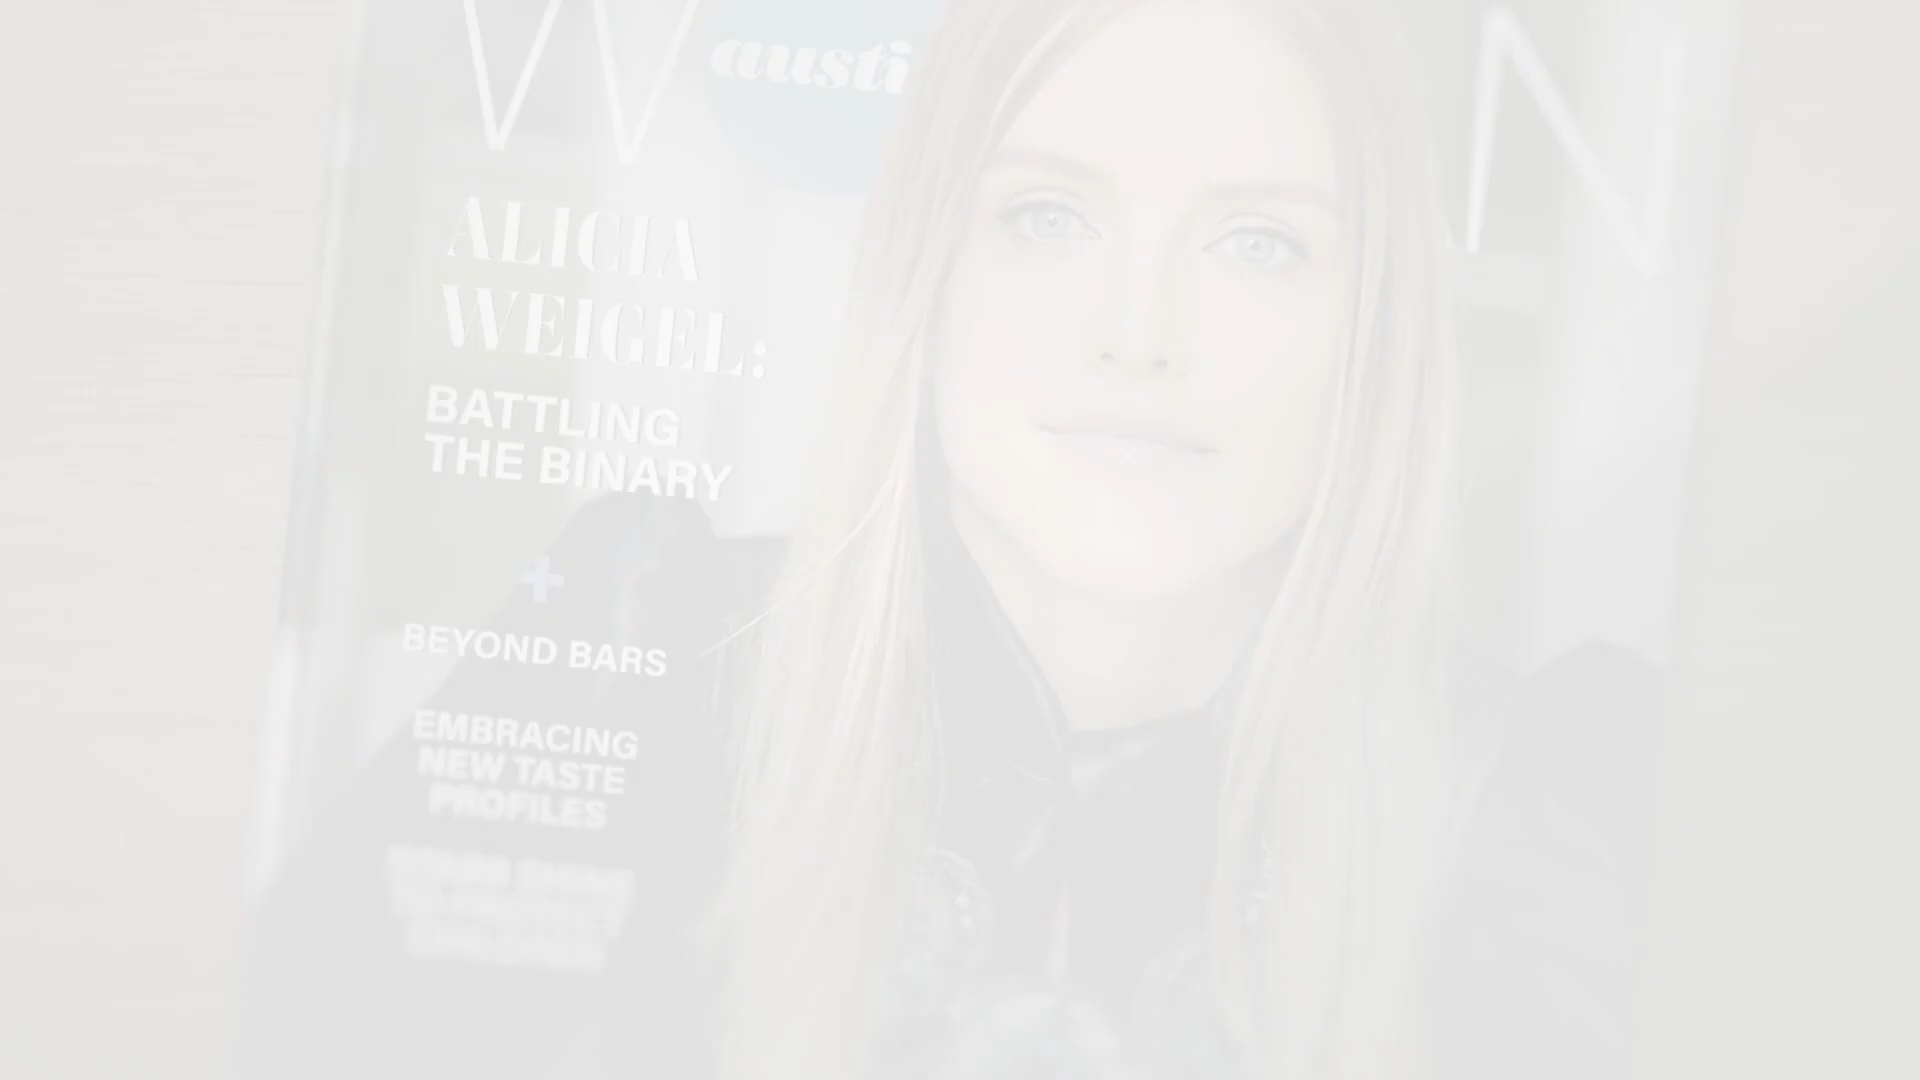 W N
austi
ALICIA
WEIGEL:
BATTLING
THE BINARY
+
BEYOND BARS
EMBRACING
NEW TASTE
PROFILES